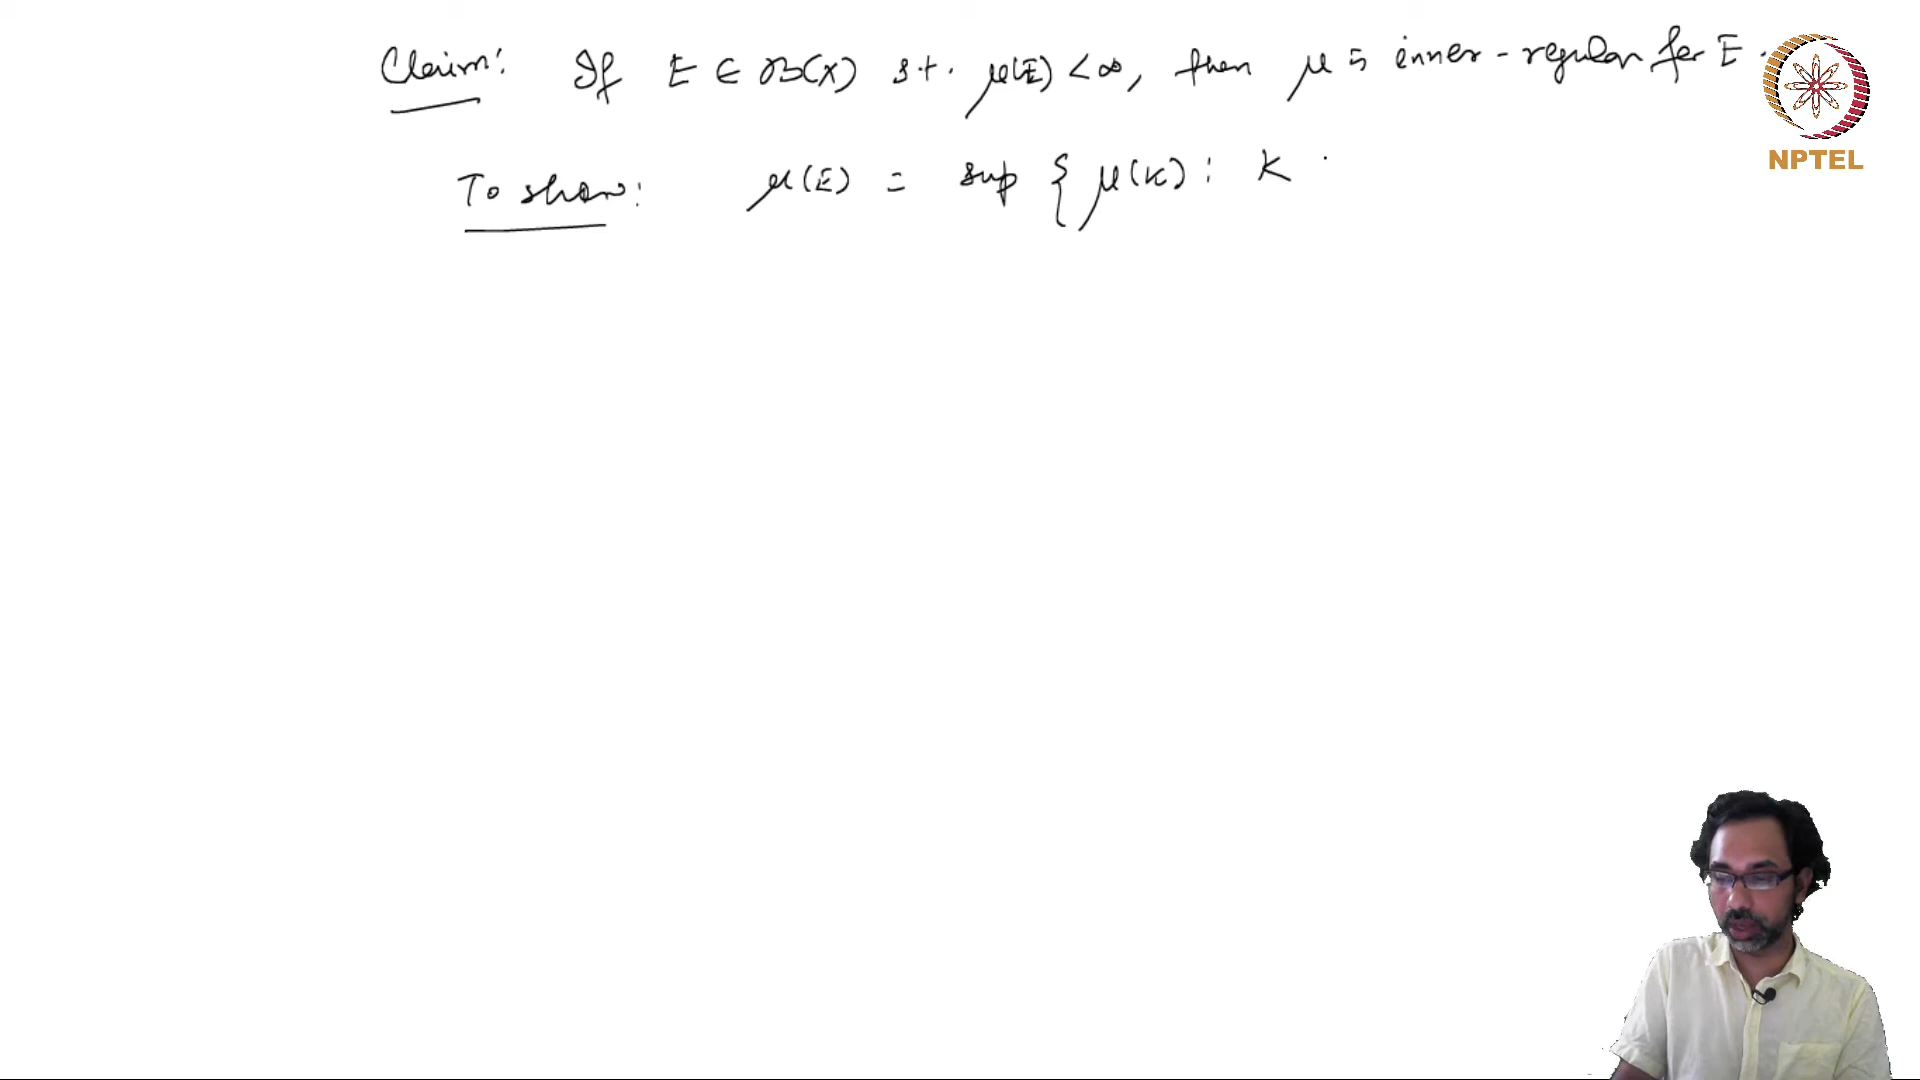 Claim: If E ∈ B(X) s.t. μ(E) < ∞, then μ is inner-regular for E.
To show: μ(E) = sup { μ(K) : K
NPTEL